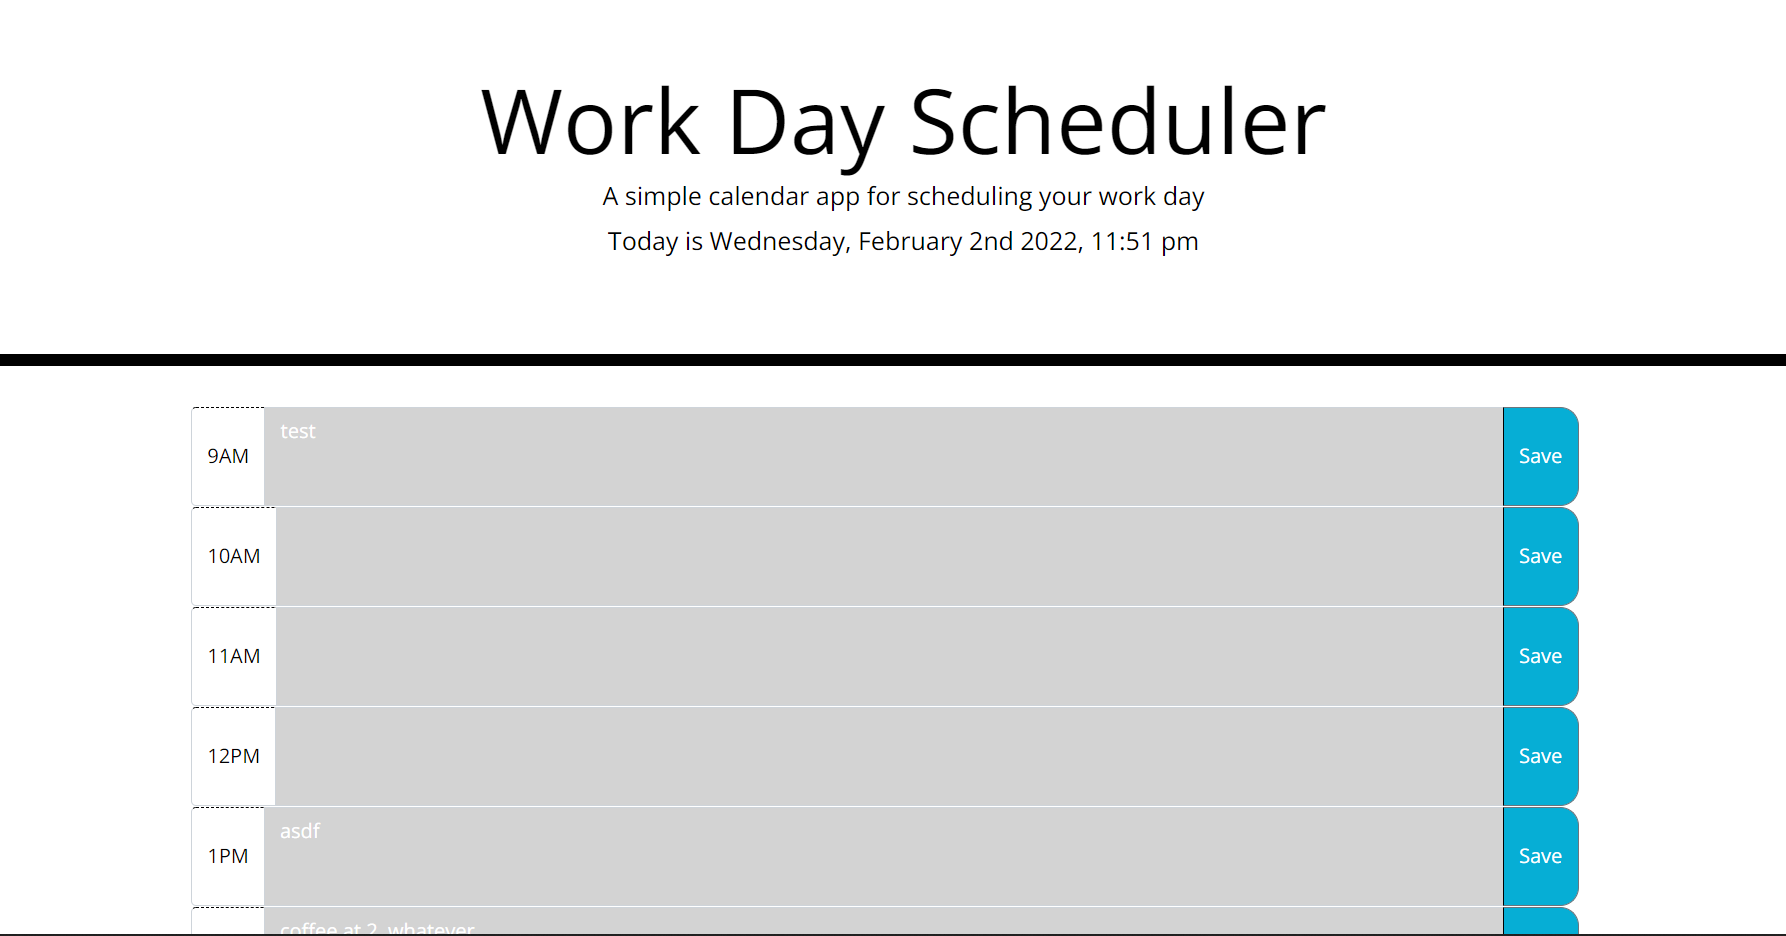 Work Day Scheduler
A simple calendar app for scheduling your work day
Today is Wednesday, February 2nd 2022, 11:51 pm
9AM test Save
10AM Save
11AM Save
12PM Save
1PM asdf Save
coffee at 2, whatever